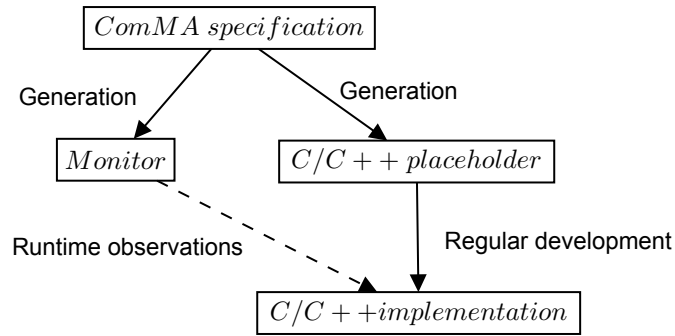 ComMA specification
Generation
Generation
Monitor
C/C + + placeholder
Runtime observations
Regular development
C/C + +implementation